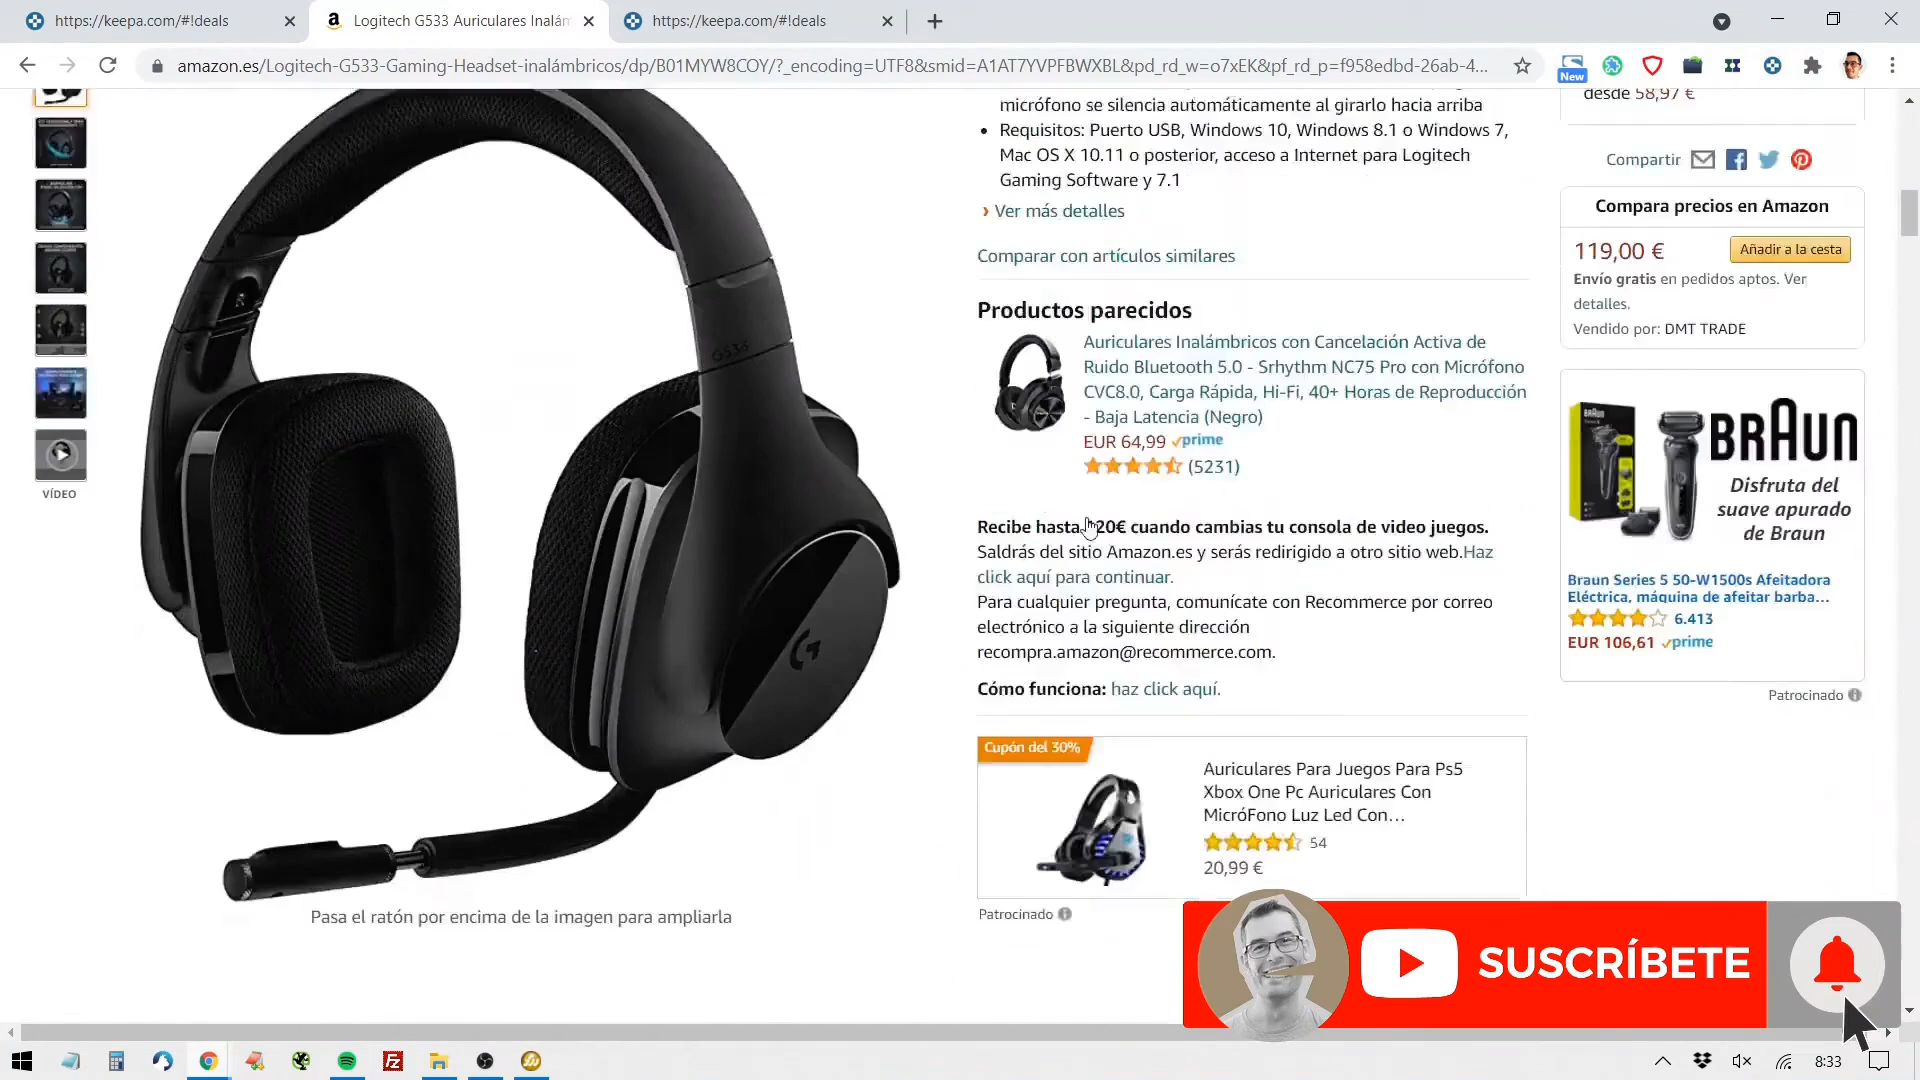 https://keepa.com/#!deals
Logitech G533 Auriculares Inalám
https://keepa.com/#!deals
amazon.es/Logitech-G533-Gaming-Headset-inalámbricos/dp/B01MYW8COY/?_encoding=UTF8&smid=A1AT7YVPFBWXBL&pd_rd_w=o7xEK&pf_rd_p=f958edbd-26ab-4...
New
micrófono se silencia automáticamente al girarlo hacia arriba
Requisitos: Puerto USB, Windows 10, Windows 8.1 o Windows 7,
Mac OS X 10.11 o posterior, acceso a Internet para Logitech
Gaming Software y 7.1
› Ver más detalles
Comparar con artículos similares
Productos parecidos
Auriculares Inalámbricos con Cancelación Activa de
Ruido Bluetooth 5.0 - Srhythm NC75 Pro con Micrófono
CVC8.0, Carga Rápida, Hi-Fi, 40+ Horas de Reproducción
- Baja Latencia (Negro)
EUR 64,99 prime
(5231)
Recibe hasta 20€ cuando cambias tu consola de video juegos.
Saldrás del sitio Amazon.es y serás redirigido a otro sitio web.Haz
click aquí para continuar.
Para cualquier pregunta, comunícate con Recommerce por correo
electrónico a la siguiente dirección
recompra.amazon@recommerce.com.
Cómo funciona: haz click aquí.
Cupón del 30%
Auriculares Para Juegos Para Ps5
Xbox One Pc Auriculares Con
MicróFono Luz Led Con…
54
20,99 €
Patrocinado
desde 58,97 €
Compartir
Compara precios en Amazon
119,00 €
Añadir a la cesta
Envío gratis en pedidos aptos. Ver
detalles.
Vendido por: DMT TRADE
BRAUN
Disfruta del
suave apurado
de Braun
Braun Series 5 50-W1500s Afeitadora
Eléctrica, máquina de afeitar barba…
6.413
EUR 106,61 prime
Patrocinado
VÍDEO
G533
Pasa el ratón por encima de la imagen para ampliarla
SUSCRÍBETE
8:33